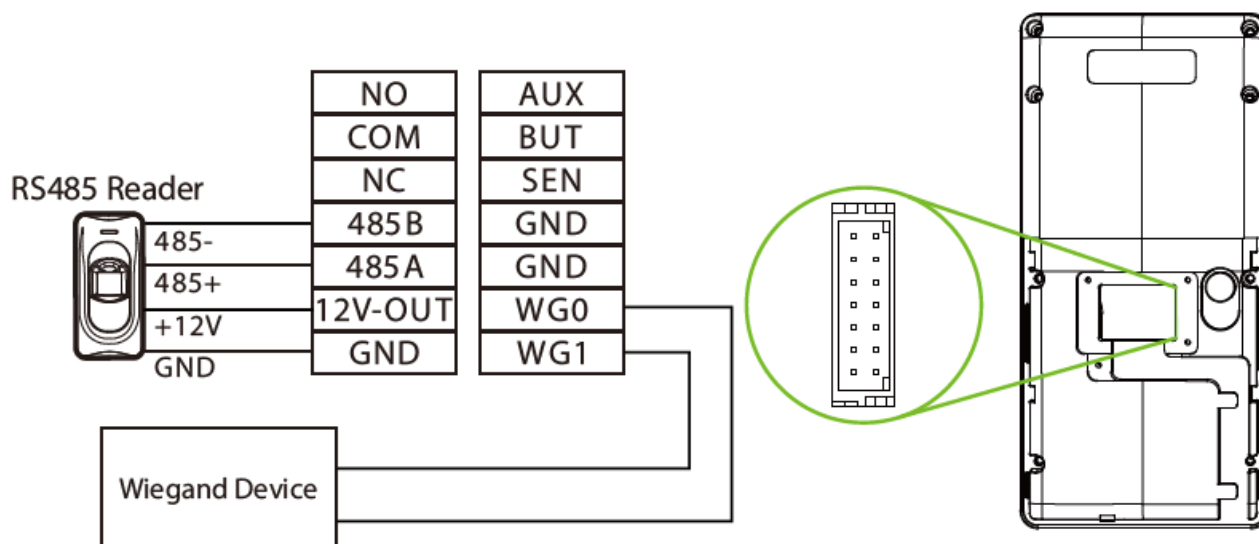 NO
COM
NC
485B
485A
12V-OUT
GND
AUX
BUT
SEN
GND
GND
WG0
WG1
RS485 Reader
485-
485+
+12V
GND
Wiegand Device